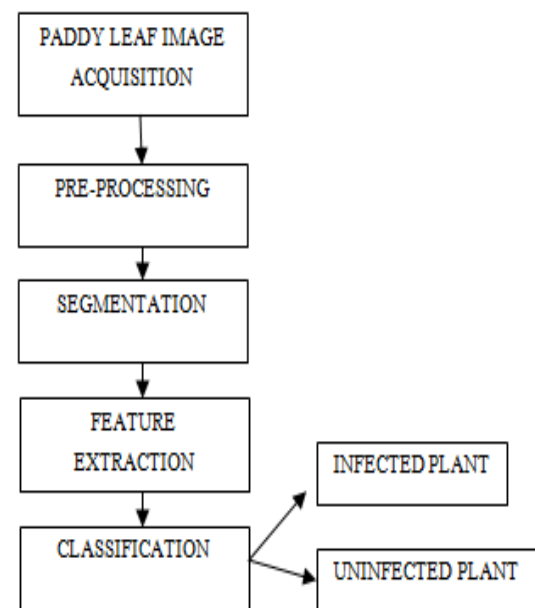 PADDY LEAF IMAGE
ACQUISITION
PRE-PROCESSING
SEGMENTATION
FEATURE
EXTRACTION
CLASSIFICATION
INFECTED PLANT
UNINFECTED PLANT